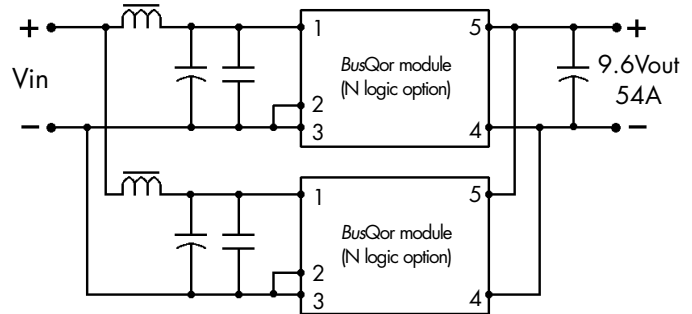 +
1
5
+
Vin
BusQor module
(N logic option)
9.6Vout
54A
2
−
3
4
−
1
5
BusQor module
(N logic option)
2
3
4